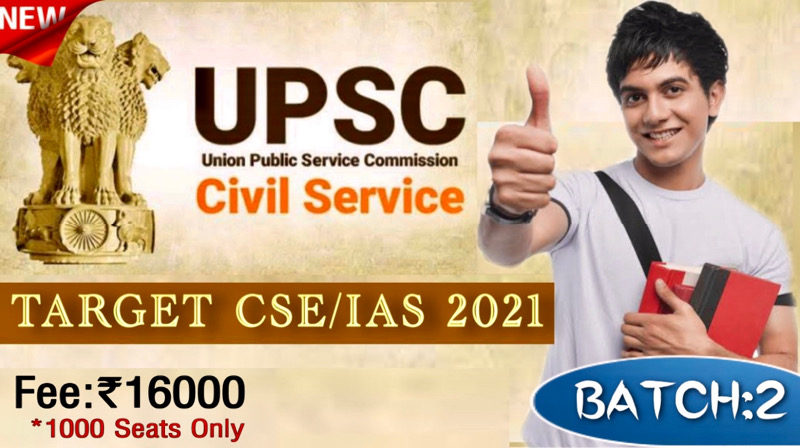 NEW
UPSC
Union Public Service Commission
Civil Service
TARGET CSE/IAS 2021
Fee:₹16000
*1000 Seats Only
BATCH:2